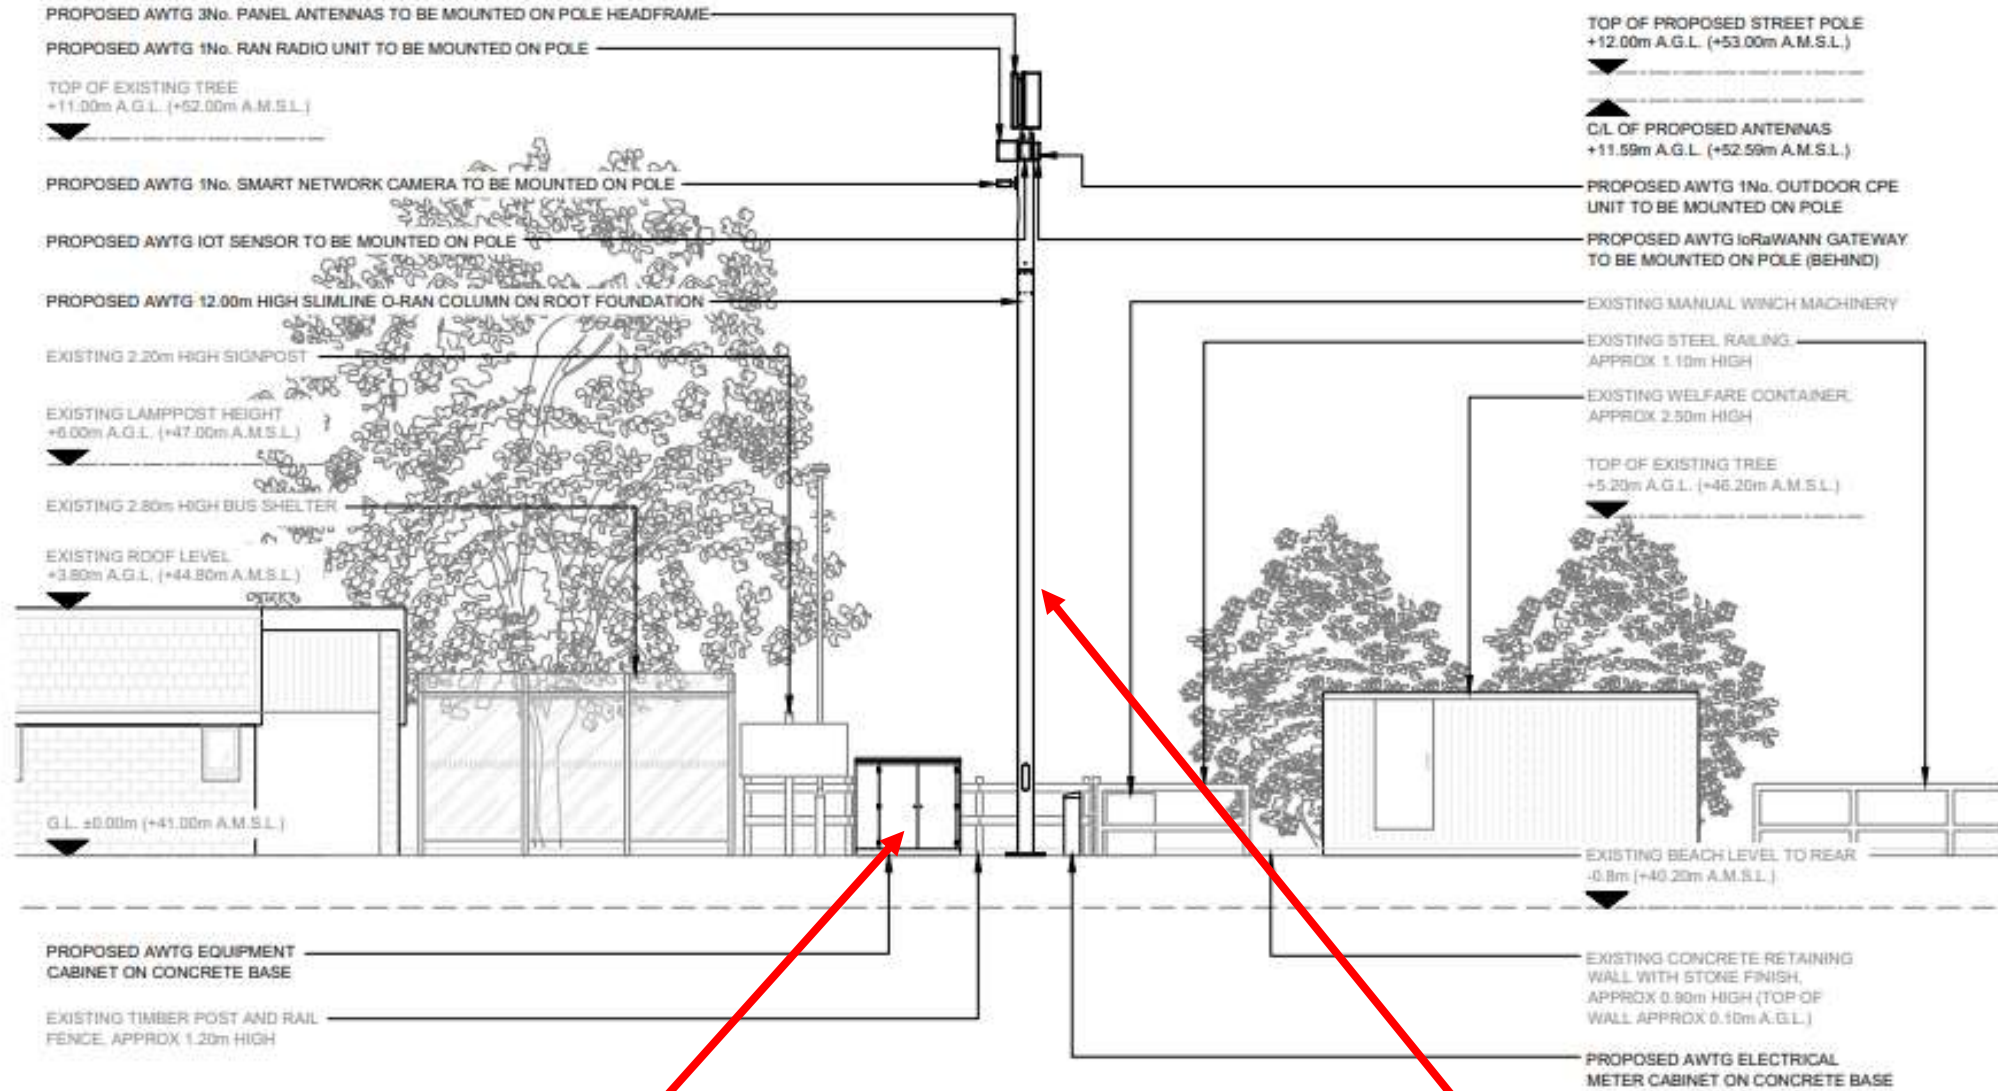 PROPOSED AWTG 3No. PANEL ANTENNAS TO BE MOUNTED ON POLE HEADFRAME
PROPOSED AWTG 1No. RAN RADIO UNIT TO BE MOUNTED ON POLE
TOP OF EXISTING TREE
+11.00m A.G.L. (+52.00m A.M.S.L.)
PROPOSED AWTG 1No. SMART NETWORK CAMERA TO BE MOUNTED ON POLE
PROPOSED AWTG IOT SENSOR TO BE MOUNTED ON POLE
PROPOSED AWTG 12.00m HIGH SLIMLINE O-RAN COLUMN ON ROOT FOUNDATION
EXISTING 2.20m HIGH SIGNPOST
EXISTING LAMPPOST HEIGHT
+6.00m A.G.L. (+47.00m A.M.S.L.)
EXISTING 2.80m HIGH BUS SHELTER
EXISTING ROOF LEVEL
+3.80m A.G.L. (+44.80m A.M.S.L.)
G.L. ±0.00m (+41.00m A.M.S.L.)
PROPOSED AWTG EQUIPMENT
CABINET ON CONCRETE BASE
EXISTING TIMBER POST AND RAIL
FENCE. APPROX 1.20m HIGH
TOP OF PROPOSED STREET POLE
+12.00m A.G.L. (+53.00m A.M.S.L.)
C/L OF PROPOSED ANTENNAS
+11.59m A.G.L. (+52.59m A.M.S.L.)
PROPOSED AWTG 1No. OUTDOOR CPE
UNIT TO BE MOUNTED ON POLE
PROPOSED AWTG loRaWANN GATEWAY
TO BE MOUNTED ON POLE (BEHIND)
EXISTING MANUAL WINCH MACHINERY
EXISTING STEEL RAILING,
APPROX 1.10m HIGH
EXISTING WELFARE CONTAINER,
APPROX 2.50m HIGH
TOP OF EXISTING TREE
+5.20m A.G.L. (+46.20m A.M.S.L.)
EXISTING BEACH LEVEL TO REAR
-0.8m (+40.20m A.M.S.L.)
EXISTING CONCRETE RETAINING
WALL WITH STONE FINISH,
APPROX 0.90m HIGH (TOP OF
WALL APPROX 0.10m A.G.L.)
PROPOSED AWTG ELECTRICAL
METER CABINET ON CONCRETE BASE